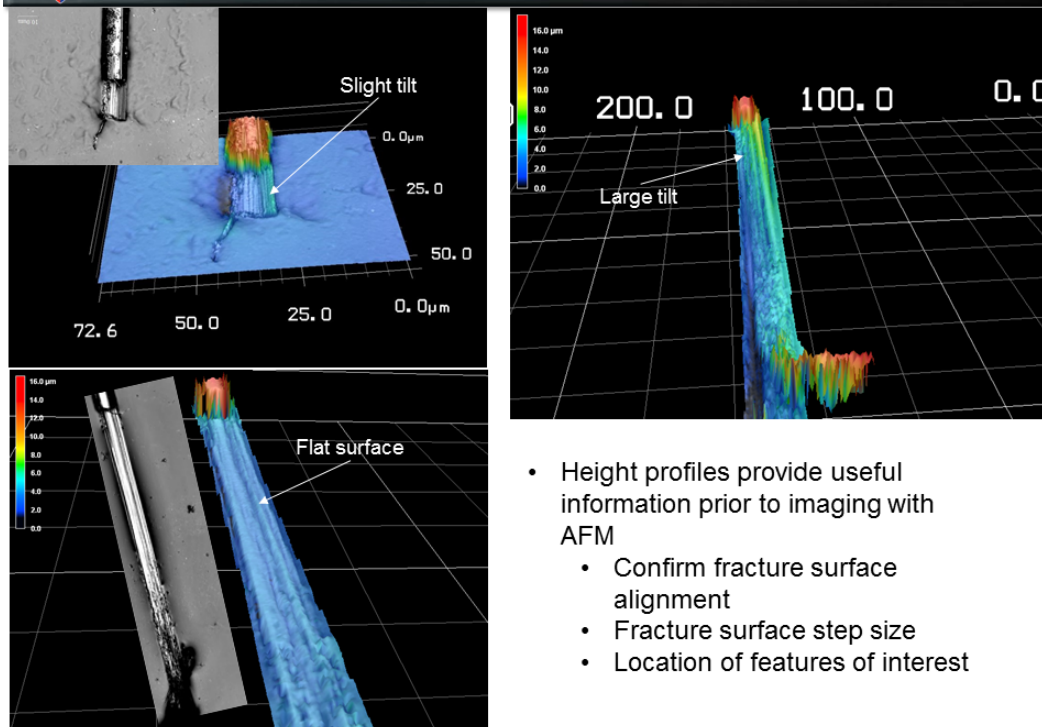 Slight tilt
0.0µm
25.0
50.0
0.0µm
25.0
50.0
72.6
16.0 µm
14.0
12.0
10.0
8.0
6.0
4.0
2.0
0.0
200.0
100.0
0.0
Large tilt
16.0 µm
14.0
12.0
10.0
8.0
6.0
4.0
2.0
0.0
Flat surface
• Height profiles provide useful
information prior to imaging with
AFM
• Confirm fracture surface
alignment
• Fracture surface step size
• Location of features of interest